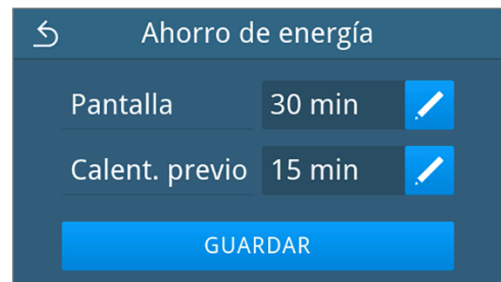 Ahorro de energía
Pantalla 30 min
Calent. previo 15 min
GUARDAR